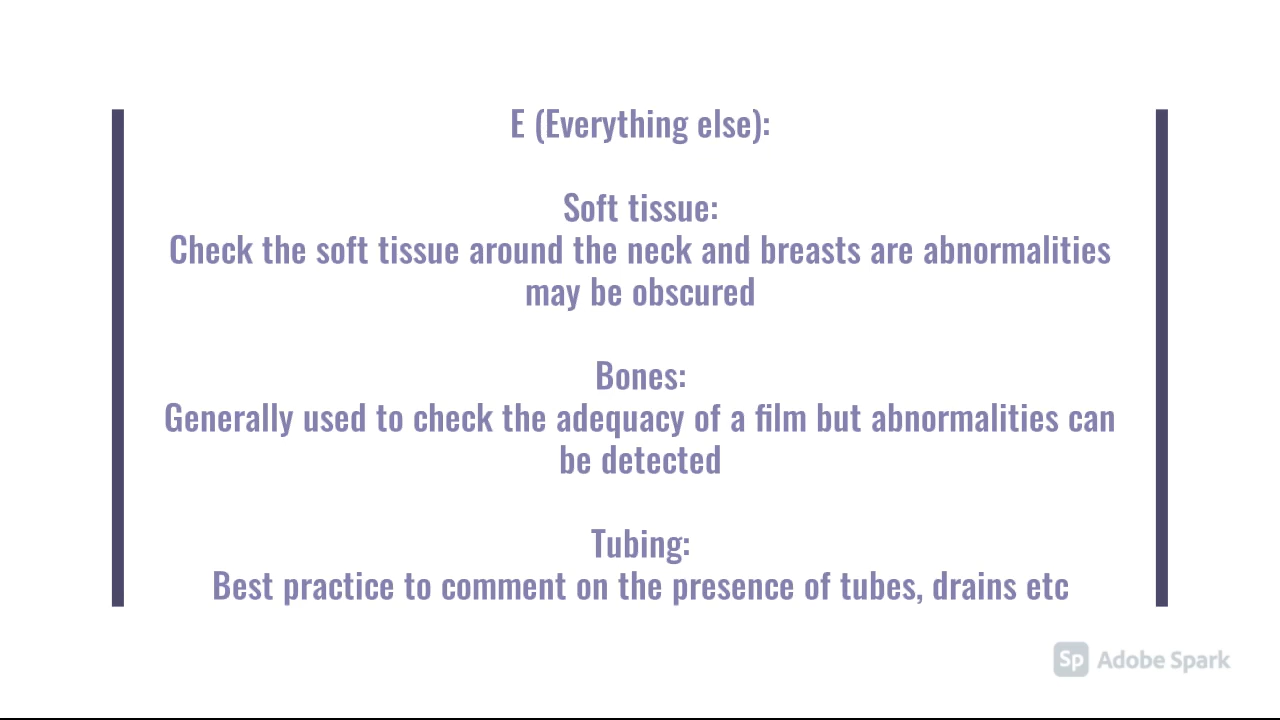 E (Everything else):
Soft tissue:
Check the soft tissue around the neck and breasts are abnormalities
may be obscured
Bones:
Generally used to check the adequacy of a film but abnormalities can
be detected
Tubing:
Best practice to comment on the presence of tubes, drains etc
Sp Adobe Spark